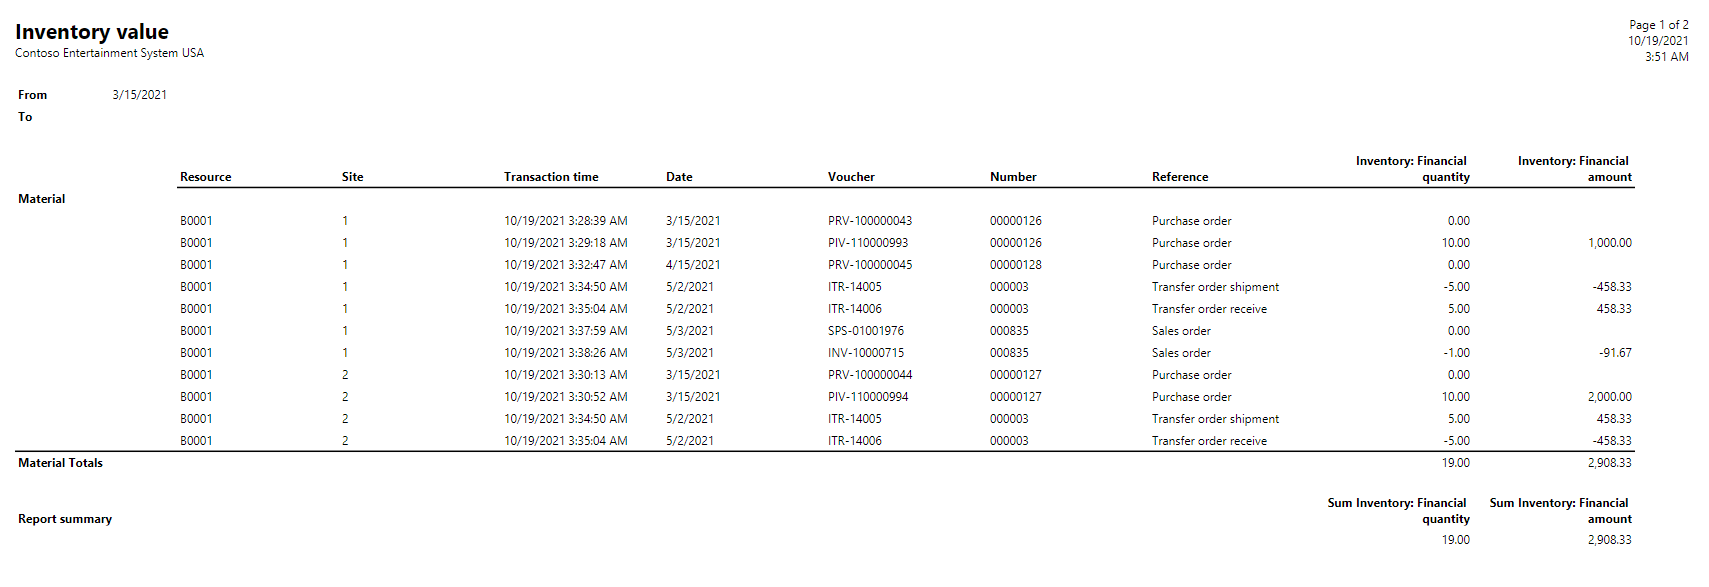 Inventory value
Contoso Entertainment System USA
Page 1 of 2
10/19/2021
3:51 AM
From 3/15/2021
To
Resource Site Transaction time Date Voucher Number Reference Inventory: Financial quantity Inventory: Financial amount
Material
B0001 1 10/19/2021 3:28:39 AM 3/15/2021 PRV-100000043 00000126 Purchase order 0.00
B0001 1 10/19/2021 3:29:18 AM 3/15/2021 PIV-110000993 00000126 Purchase order 10.00 1,000.00
B0001 1 10/19/2021 3:32:47 AM 4/15/2021 PRV-100000045 00000128 Purchase order 0.00
B0001 1 10/19/2021 3:34:50 AM 5/2/2021 ITR-14005 000003 Transfer order shipment -5.00 -458.33
B0001 1 10/19/2021 3:35:04 AM 5/2/2021 ITR-14006 000003 Transfer order receive 5.00 458.33
B0001 1 10/19/2021 3:37:59 AM 5/3/2021 SPS-01001976 000835 Sales order 0.00
B0001 1 10/19/2021 3:38:26 AM 5/3/2021 INV-10000715 000835 Sales order -1.00 -91.67
B0001 2 10/19/2021 3:30:13 AM 3/15/2021 PRV-100000044 00000127 Purchase order 0.00
B0001 2 10/19/2021 3:30:52 AM 3/15/2021 PIV-110000994 00000127 Purchase order 10.00 2,000.00
B0001 2 10/19/2021 3:34:50 AM 5/2/2021 ITR-14005 000003 Transfer order shipment 5.00 458.33
B0001 2 10/19/2021 3:35:04 AM 5/2/2021 ITR-14006 000003 Transfer order receive -5.00 -458.33
Material Totals 19.00 2,908.33
Report summary Sum Inventory: Financial quantity Sum Inventory: Financial amount
19.00 2,908.33